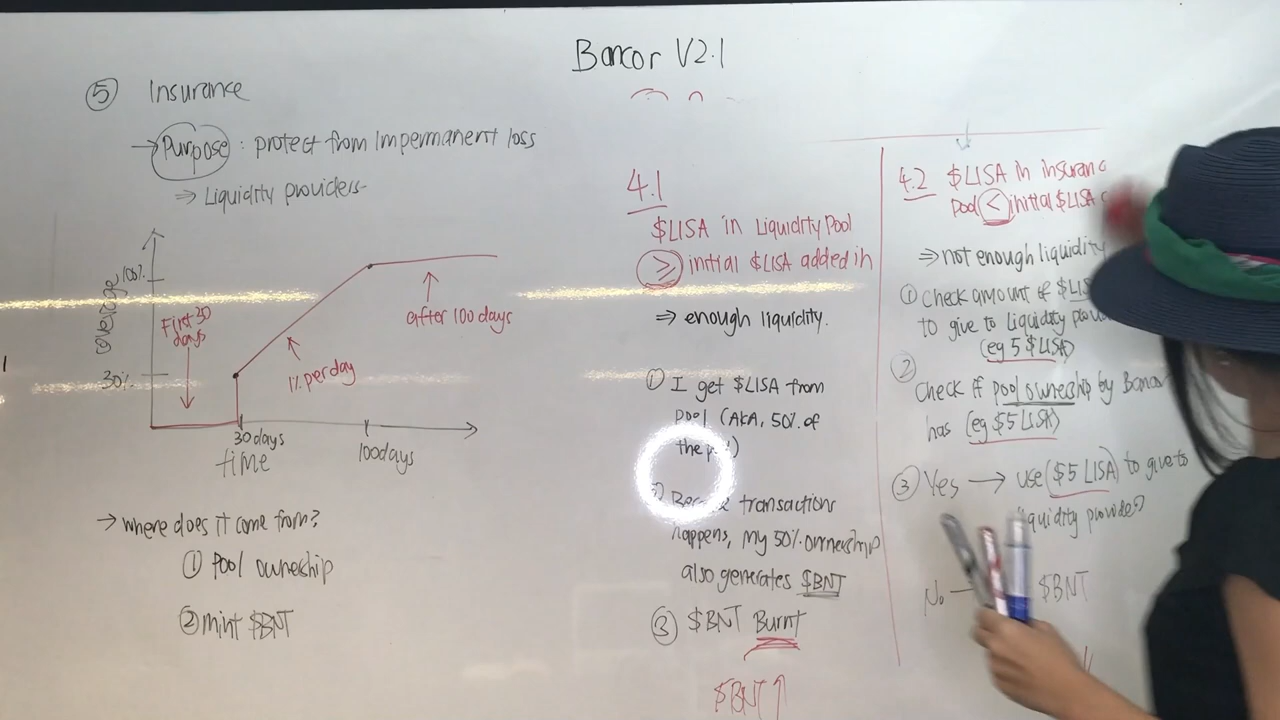 Bancor V2.1
⑤ Insurance
→ Purpose : protect from Impermanent loss
⇒ Liquidity providers
coverage
100%
30%
First 30
days
1% per day
after 100 days
30 days
100 days
time
→ where does it come from?
① Pool ownership
② mint $BNT
4.1
$LISA in Liquidity Pool
≥ initial $LISA added in
⇒ enough liquidity.
① I get $LISA from
pool (AKA, 50% of
the
transactions
happens, my 50% ownership
also generates $BNT
③ $BNT Burnt
$BNT ↑
4.2 $LISA in insuranc
pool < initial $LISA
⇒ not enough liquidity
① Check amount of $LIS
to give to Liquidity
(eg 5 $LISA)
②
Check if pool ownership by Bancor
has (eg $5 LISA)
③ Yes → use ($5 LISA) to give to
liquidity provider)
No — $BNT